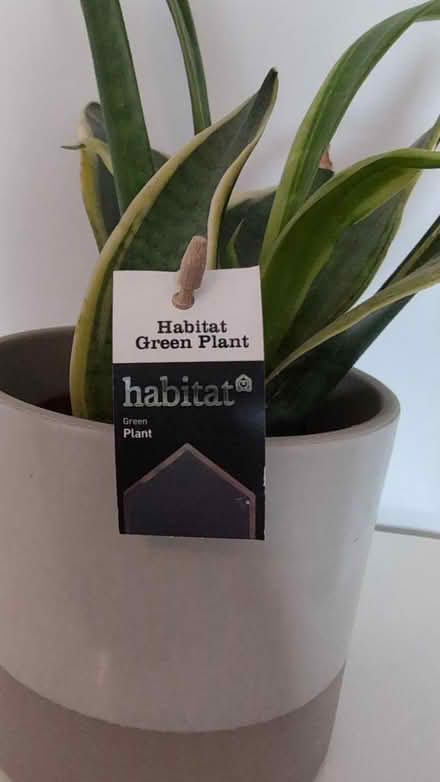 Habitat
Green Plant
habitat
Green
Plant